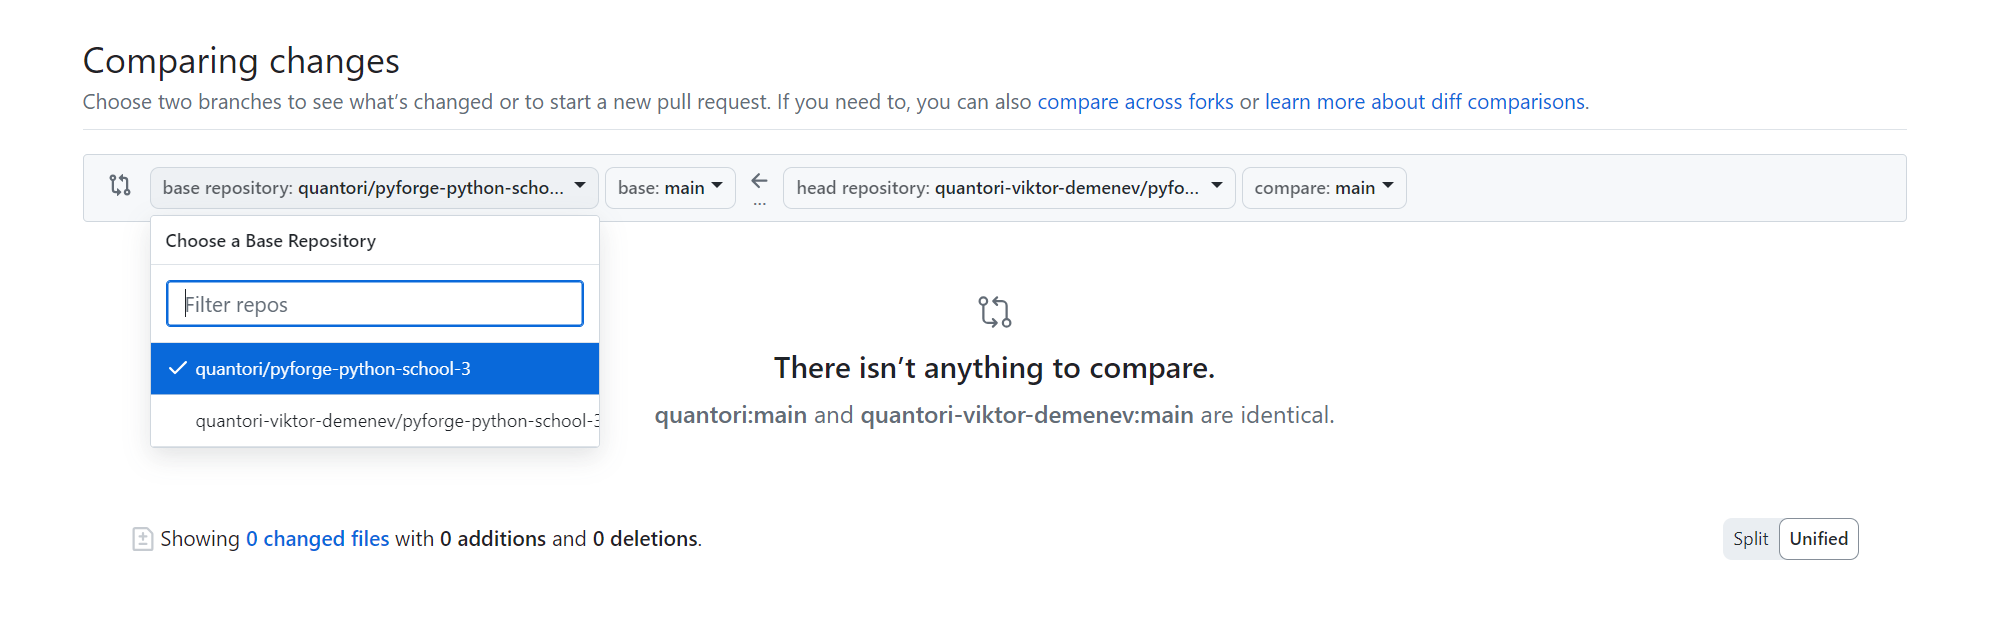 Comparing changes
Choose two branches to see what's changed or to start a new pull request. If you need to, you can also compare across forks or learn more about diff comparisons.
base repository: quantori/pyforge-python-scho... base: main ... head repository: quantori-viktor-demenev/pyfo... compare: main
Choose a Base Repository
Filter repos
quantori/pyforge-python-school-3
quantori-viktor-demenev/pyforge-python-school-3
There isn't anything to compare.
quantori:main and quantori-viktor-demenev:main are identical.
Showing 0 changed files with 0 additions and 0 deletions.
Split Unified